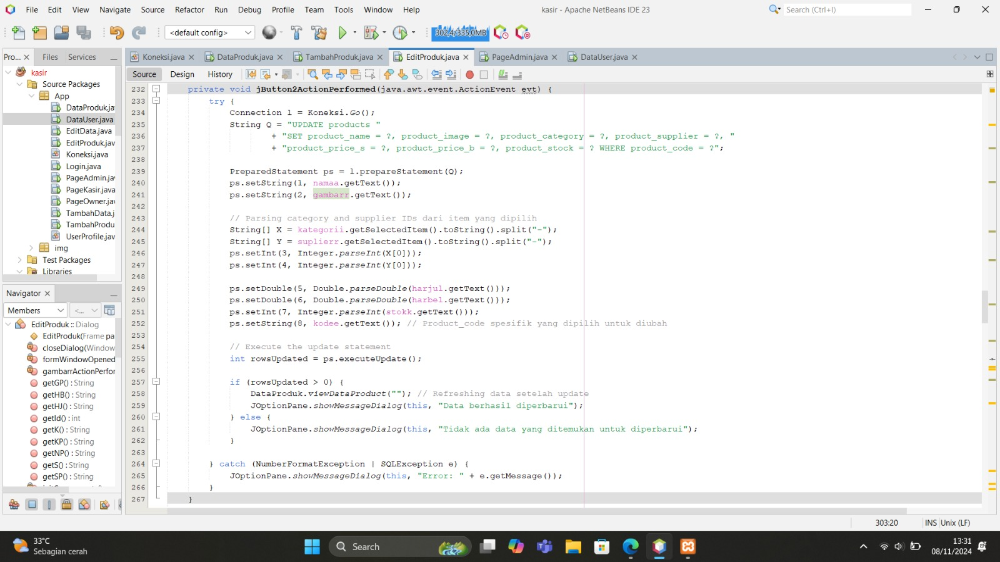 File Edit View Navigate Source Refactor Run Debug Profile Team Tools Window Help
kasir - Apache NetBeans IDE 23
Search (Ctrl+I)
<default config>
302,4/335,0MB
Pro... Files Services
Koneksi.java DataProduk.java TambahProduk.java EditProduk.java PageAdmin.java DataUser.java
Source Design History
kasir
Source Packages
App
DataProduk.ja
DataUser.java
EditData.java
EditProduk.jav
Koneksi.java
Login.java
PageAdmin.ja
PageKasir.java
PageOwner.jav
TambahData.j
TambahProdu
UserProfile.jav
img
Test Packages
Libraries
Navigator
Members <...
EditProduk :: Dialog
EditProduk(Frame pa
closeDialog(Window
formWindowOpened
gambarrActionPerfor
getGP() : String
getHB() : String
getHJ() : String
getId() : int
getK() : String
getKP() : String
getNP() : String
getS() : String
getSP() : String
232 private void jButton2ActionPerformed(java.awt.event.ActionEvent evt) {
233 try {
234 Connection l = Koneksi.Go();
235 String Q = "UPDATE products "
236 + "SET product_name = ?, product_image = ?, product_category = ?, product_supplier = ?, "
237 + "product_price_s = ?, product_price_b = ?, product_stock = ? WHERE product_code = ?";
238
239 PreparedStatement ps = l.prepareStatement(Q);
240 ps.setString(1, namaa.getText());
241 ps.setString(2, gambarr.getText());
242
243 // Parsing category and supplier IDs dari item yang dipilih
244 String[] X = kategorii.getSelectedItem().toString().split("-");
245 String[] Y = suplierr.getSelectedItem().toString().split("-");
246 ps.setInt(3, Integer.parseInt(X[0]));
247 ps.setInt(4, Integer.parseInt(Y[0]));
248
249 ps.setDouble(5, Double.parseDouble(harjul.getText()));
250 ps.setDouble(6, Double.parseDouble(harbel.getText()));
251 ps.setInt(7, Integer.parseInt(stokk.getText()));
252 ps.setString(8, kodee.getText()); // Product_code spesifik yang dipilih untuk diubah
253
254 // Execute the update statement
255 int rowsUpdated = ps.executeUpdate();
256
257 if (rowsUpdated > 0) {
258 DataProduk.viewDataProduct(""); // Refreshing data setelah update
259 JOptionPane.showMessageDialog(this, "Data berhasil diperbarui");
260 } else {
261 JOptionPane.showMessageDialog(this, "Tidak ada data yang ditemukan untuk diperbarui");
262 }
263
264 } catch (NumberFormatException | SQLException e) {
265 JOptionPane.showMessageDialog(this, "Error: " + e.getMessage());
266 }
267 }
303:20 INS Unix (LF)
33°C
Sebagian cerah
Search
13:31
08/11/2024